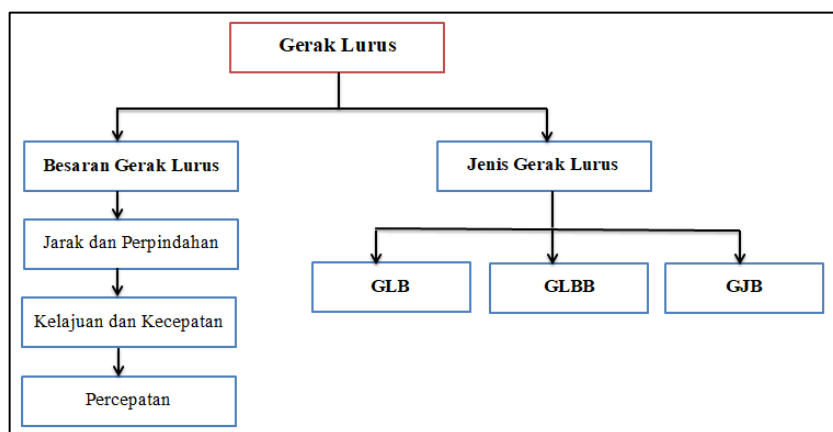 Gerak Lurus
Besaran Gerak Lurus
Jenis Gerak Lurus
Jarak dan Perpindahan
GLB
GLBB
GJB
Kelajuan dan Kecepatan
Percepatan